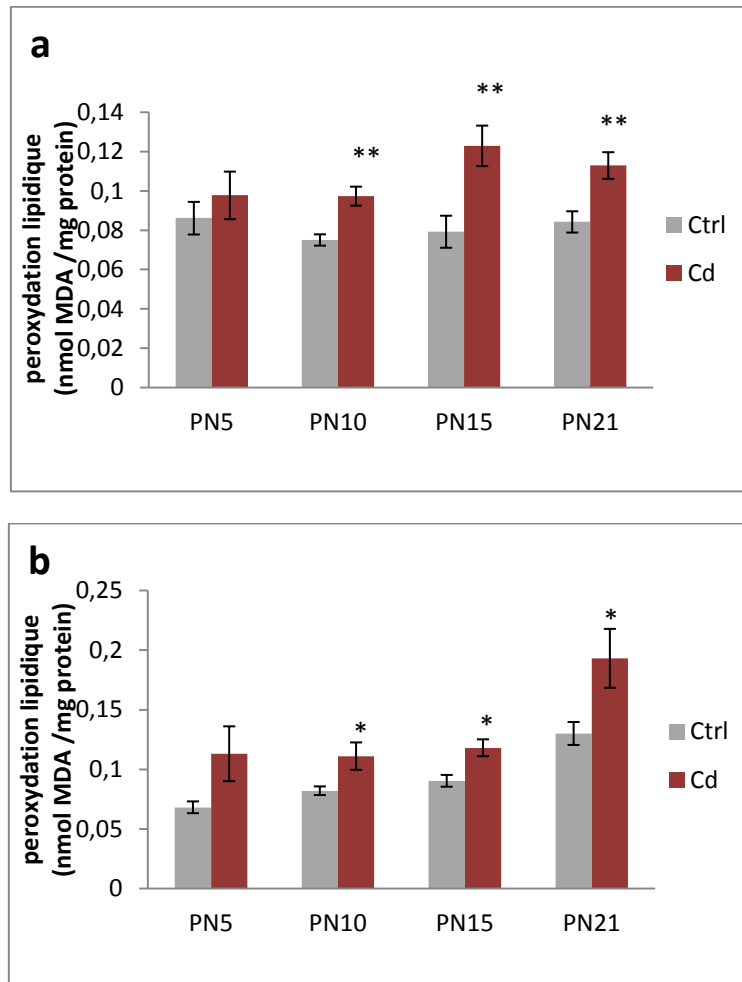 a
peroxydation lipidique
(nmol MDA /mg protein)
0,14
0,12
0,1
0,08
0,06
0,04
0,02
0
**
**
**
PN5 PN10 PN15 PN21
Ctrl
Cd
b
peroxydation lipidique
(nmol MDA /mg protein)
0,25
0,2
0,15
0,1
0,05
0
*
*
*
PN5 PN10 PN15 PN21
Ctrl
Cd